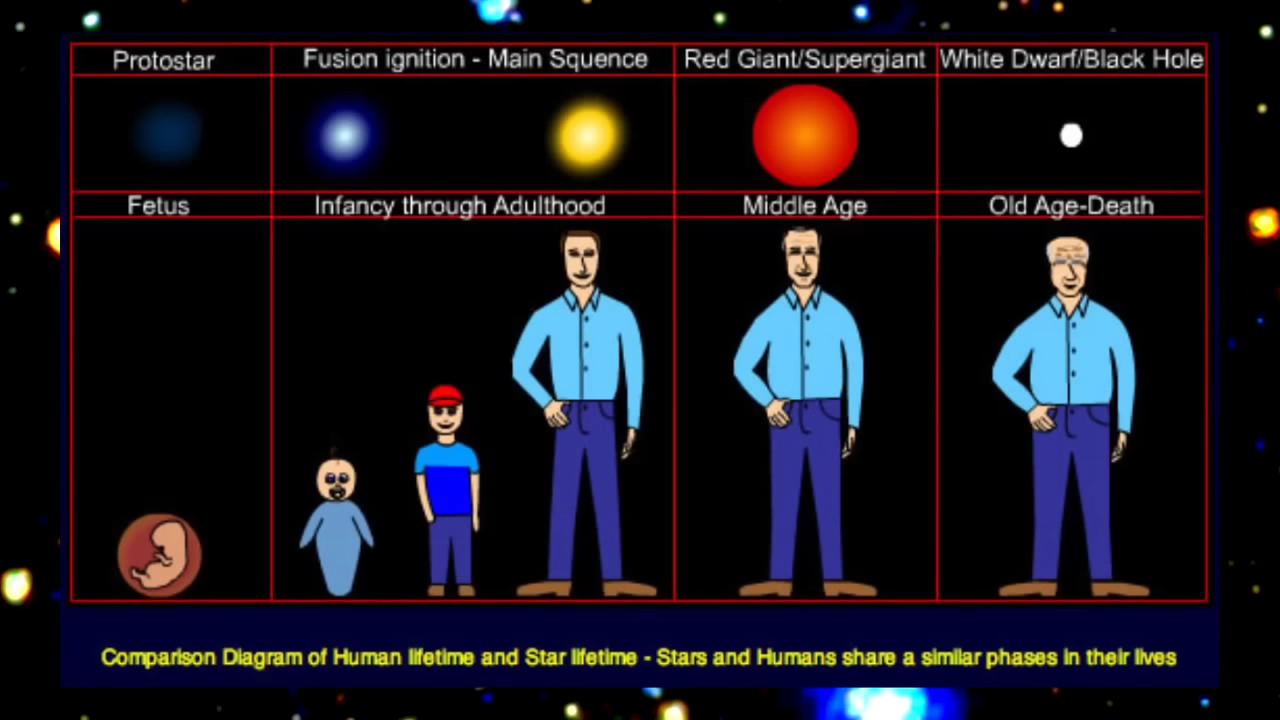 Protostar
Fusion ignition - Main Squence
Red Giant/Supergiant
White Dwarf/Black Hole
Fetus
Infancy through Adulthood
Middle Age
Old Age-Death
Comparison Diagram of Human lifetime and Star lifetime - Stars and Humans share a similar phases in their lives